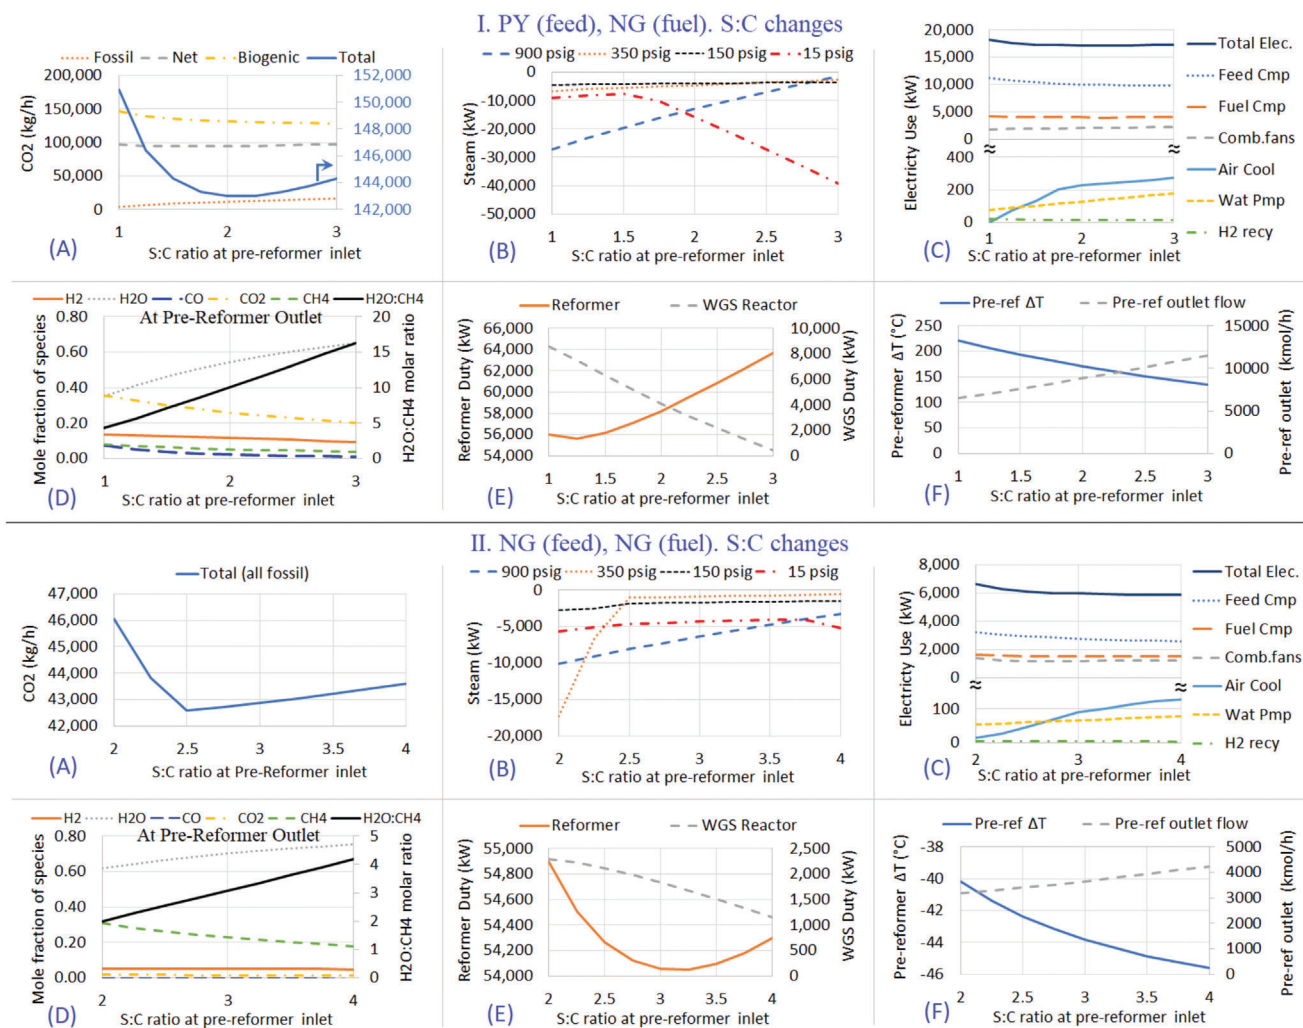 I. PY (feed), NG (fuel). S:C changes
Fossil Net Biogenic Total
200,000
150,000
100,000
50,000
0
152,000
150,000
148,000
146,000
144,000
142,000
CO2 (kg/h)
1 2 3
S:C ratio at pre-reformer inlet
(A)
900 psig 350 psig 150 psig 15 psig
0
-10,000
-20,000
-30,000
-40,000
-50,000
Steam (kW)
1 1.5 2 2.5 3
S:C ratio at pre-reformer inlet
(B)
20,000
15,000
10,000
5,000
0
≈ ≈
400
200
0
Electricty Use (kW)
1 2 3
S:C ratio at pre-reformer inlet
(C)
Total Elec.
Feed Cmp
Fuel Cmp
Comb.fans
Air Cool
Wat Pmp
H2 recy
H2 H2O CO CO2 CH4 H2O:CH4
At Pre-Reformer Outlet
0.80
0.60
0.40
0.20
0.00
20
15
10
5
0
Mole fraction of species
H2O:CH4 molar ratio
1 2 3
S:C ratio at pre-reformer inlet
(D)
Reformer WGS Reactor
66,000
64,000
62,000
60,000
58,000
56,000
54,000
10,000
8,000
6,000
4,000
2,000
0
Reformer Duty (kW)
WGS Duty (kW)
1 1.5 2 2.5 3
S:C ratio at pre-reformer inlet
(E)
Pre-ref ΔT Pre-ref outlet flow
250
200
150
100
50
0
15000
10000
5000
0
Pre-reformer ΔT (°C)
Pre-ref outlet (kmol/h)
1 1.5 2 2.5 3
S:C ratio at pre-reformer inlet
(F)
II. NG (feed), NG (fuel). S:C changes
Total (all fossil)
47,000
46,000
45,000
44,000
43,000
42,000
CO2 (kg/h)
2 2.5 3 3.5 4
S:C ratio at Pre-Reformer inlet
(A)
900 psig 350 psig 150 psig 15 psig
0
-5,000
-10,000
-15,000
-20,000
Steam (kW)
2 2.5 3 3.5 4
S:C ratio at pre-reformer inlet
(B)
8,000
6,000
4,000
2,000
0
≈ ≈
100
0
Electricty Use (kW)
2 3 4
S:C ratio at pre-reformer inlet
(C)
Total Elec.
Feed Cmp
Fuel Cmp
Comb.fans
Air Cool
Wat Pmp
H2 recy
H2 H2O CO CO2 CH4 H2O:CH4
At Pre-Reformer Outlet
0.80
0.60
0.40
0.20
0.00
5
4
3
2
1
0
Mole fraction of species
H2O:CH4 molar ratio
2 3 4
S:C ratio at pre-reformer inlet
(D)
Reformer WGS Reactor
55,000
54,800
54,600
54,400
54,200
54,000
2,500
2,000
1,500
1,000
500
0
Reformer Duty (kW)
WGS Duty (kW)
2 2.5 3 3.5 4
S:C ratio at pre-reformer inlet
(E)
Pre-ref ΔT Pre-ref outlet flow
-38
-40
-42
-44
-46
5000
4000
3000
2000
1000
0
Pre-reformer ΔT (°C)
Pre-ref outlet (kmol/h)
2 2.5 3 3.5 4
S:C ratio at pre-reformer inlet
(F)